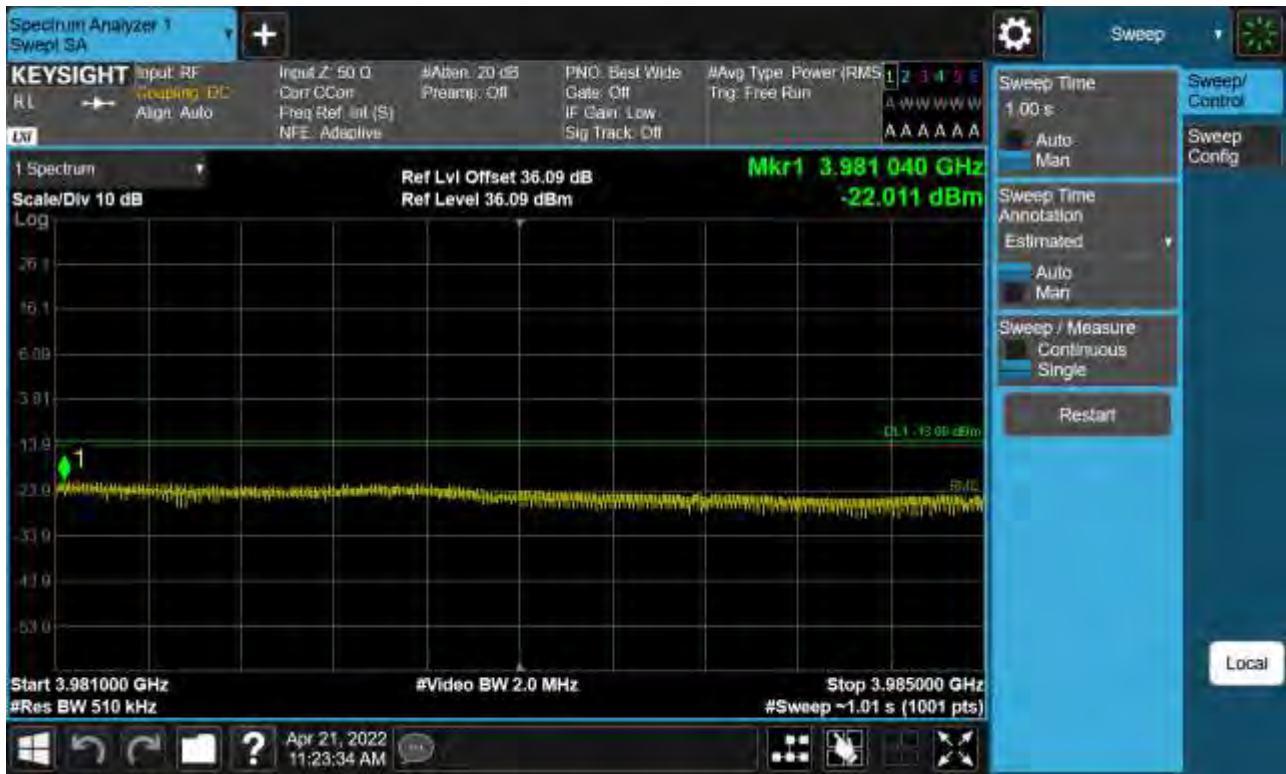 Spectrum Analyzer 1
Swept SA
Sweep
KEYSIGHT
RL
LXI
Input: RF
Coupling: DC
Align: Auto
Input Z: 50 Ω
Corr CCorr
Freq Ref: Int (S)
NFE: Adaptive
#Atten: 20 dB
Preamp: Off
PNO: Best Wide
Gate: Off
IF Gain: Low
Sig Track: Off
#Avg Type: Power (RMS
Trig: Free Run
1 2 3 4 5 6
A W W W W W
A A A A A A
1 Spectrum
Scale/Div 10 dB
Log
Ref Lvl Offset 36.09 dB
Ref Level 36.09 dBm
Mkr1 3.981 040 GHz
-22.011 dBm
26.1
16.1
6.09
-3.91
-13.9
-23.9
-33.9
-43.9
-53.9
DL1 -13.00 dBm
1
RMS
Start 3.981000 GHz
#Res BW 510 kHz
#Video BW 2.0 MHz
Stop 3.985000 GHz
#Sweep ~1.01 s (1001 pts)
Sweep Time
1.00 s
Auto
Man
Sweep Time
Annotation
Estimated
Auto
Man
Sweep / Measure
Continuous
Single
Restart
Sweep/
Control
Sweep
Config
Local
?
Apr 21, 2022
11:23:34 AM